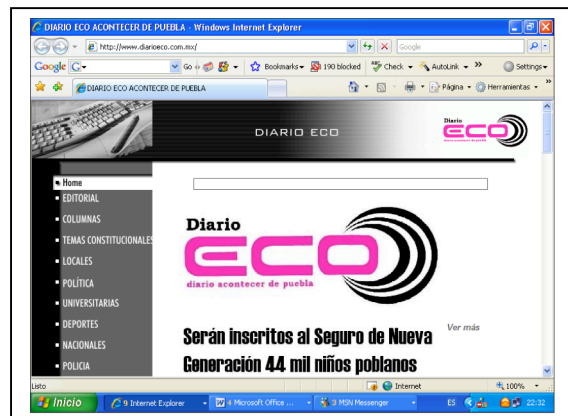 DIARIO ECO ACONTECER DE PUEBLA - Windows Internet Explorer
http://www.diarioeco.com.mx/
Google
Google
Go
Bookmarks
190 blocked
Check
AutoLink
»
Settings
DIARIO ECO ACONTECER DE PUEBLA
Página
Herramientas
»
DIARIO ECO
Diario
ECO
Home
EDITORIAL
COLUMNAS
TEMAS CONSTITUCIONALES
LOCALES
POLÍTICA
UNIVERSITARIAS
DEPORTES
NACIONALES
POLICIA
Diario
ECO
diario acontecer de puebla
Serán inscritos al Seguro de Nueva
Generación 44 mil niños poblanos
Ver más
Listo
Internet
100%
Inicio
9 Internet Explorer
4 Microsoft Office ...
3 MSN Messenger
ES
22:32